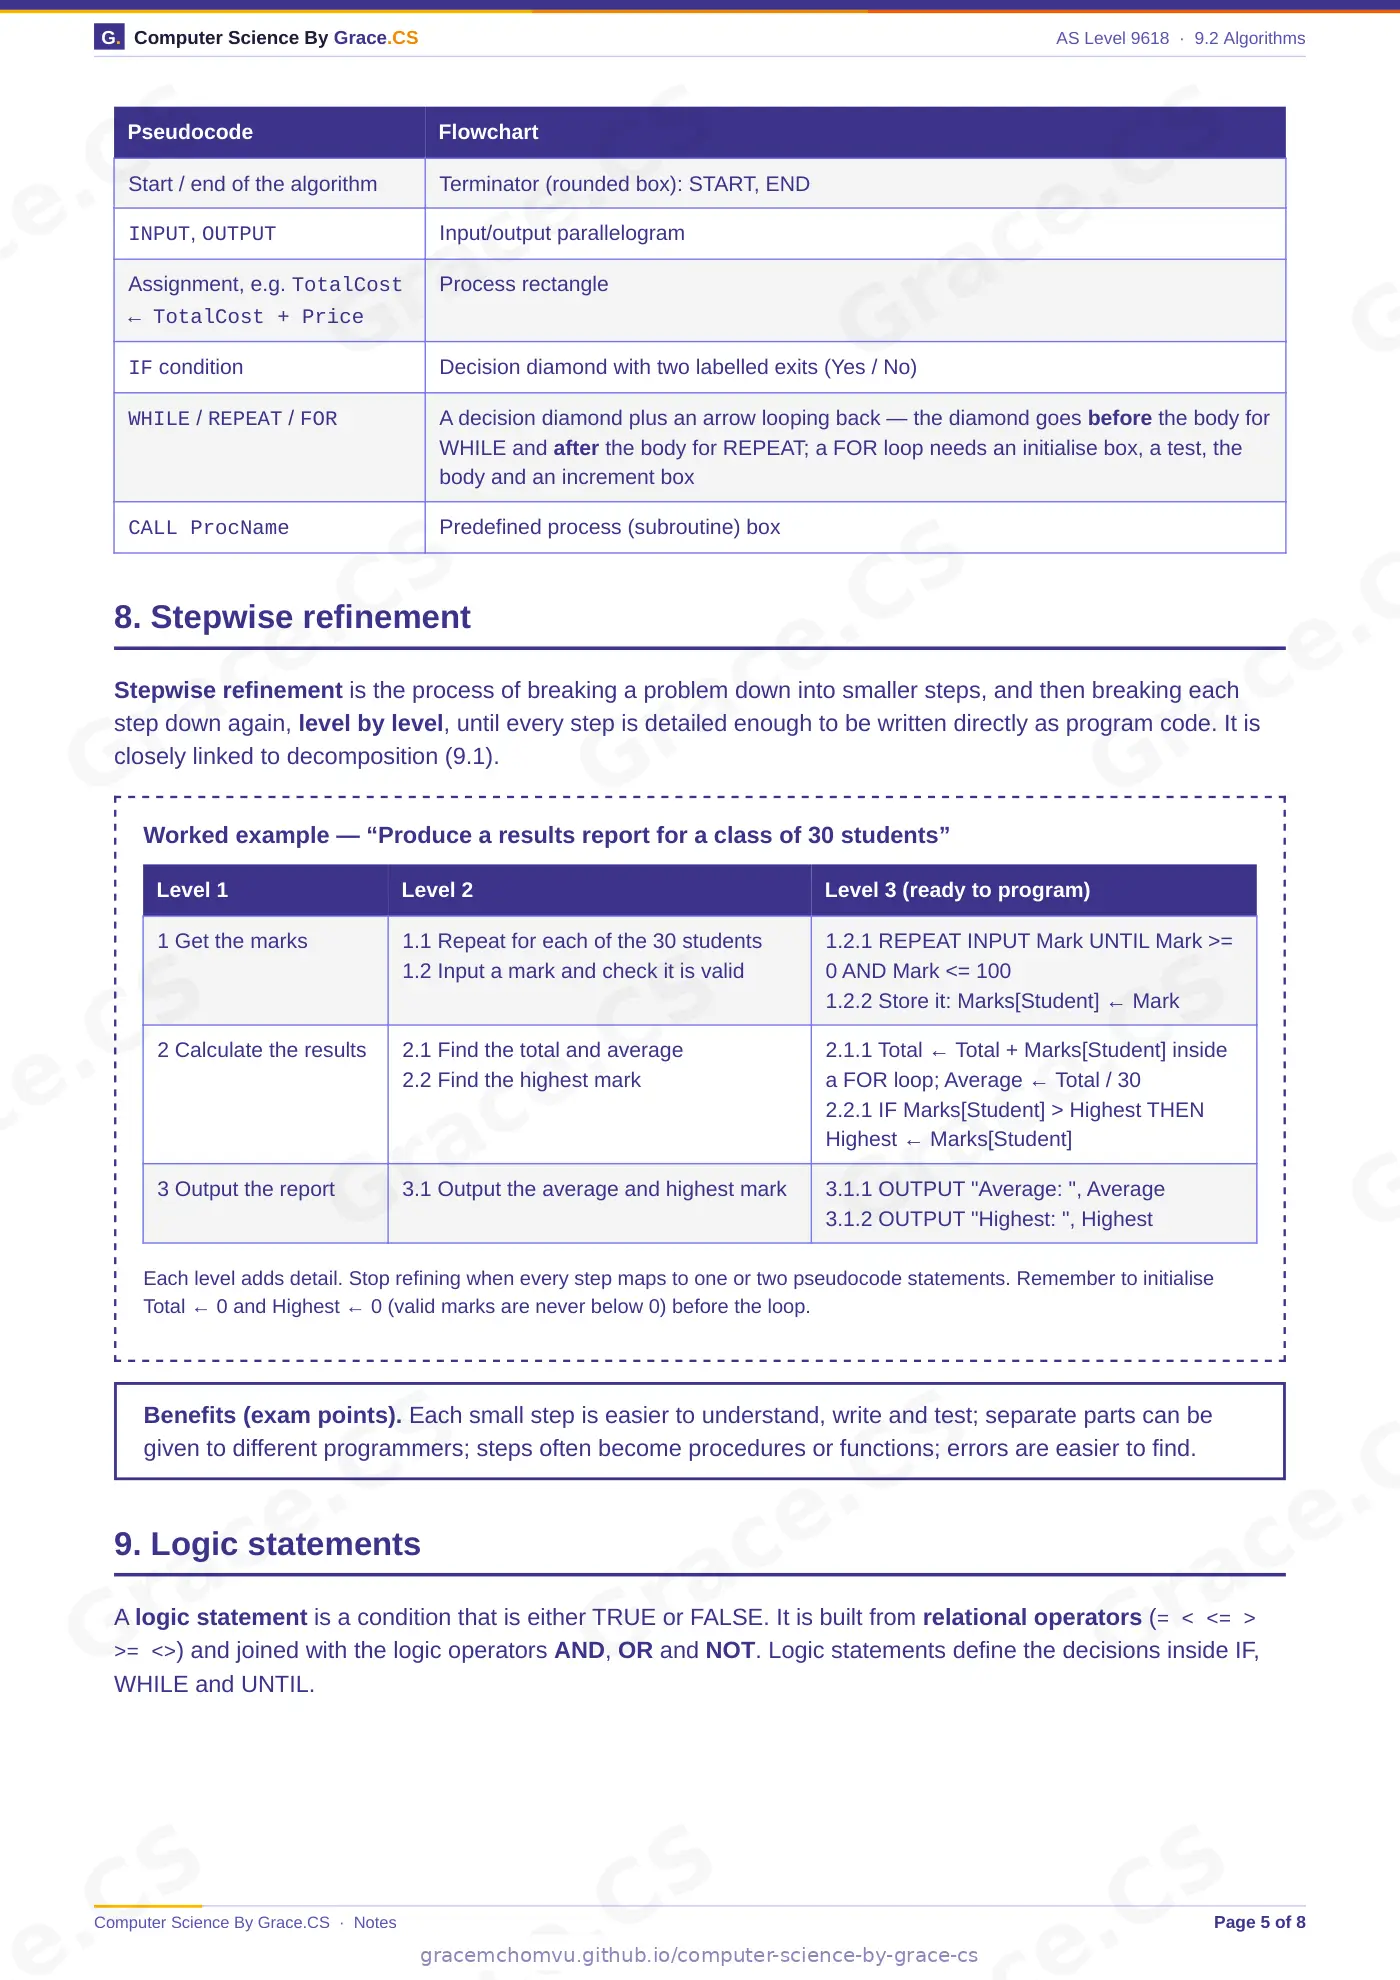 G. Computer Science By Grace.CS
AS Level 9618 · 9.2 Algorithms
Pseudocode Flowchart
Start / end of the algorithm Terminator (rounded box): START, END
INPUT, OUTPUT Input/output parallelogram
Assignment, e.g. TotalCost Process rectangle
← TotalCost + Price
IF condition Decision diamond with two labelled exits (Yes / No)
WHILE / REPEAT / FOR A decision diamond plus an arrow looping back — the diamond goes before the body for
WHILE and after the body for REPEAT; a FOR loop needs an initialise box, a test, the
body and an increment box
CALL ProcName Predefined process (subroutine) box
8. Stepwise refinement
Stepwise refinement is the process of breaking a problem down into smaller steps, and then breaking each
step down again, level by level, until every step is detailed enough to be written directly as program code. It is
closely linked to decomposition (9.1).
Worked example — “Produce a results report for a class of 30 students”
Level 1 Level 2 Level 3 (ready to program)
1 Get the marks 1.1 Repeat for each of the 30 students 1.2.1 REPEAT INPUT Mark UNTIL Mark >=
1.2 Input a mark and check it is valid 0 AND Mark <= 100
1.2.2 Store it: Marks[Student] ← Mark
2 Calculate the results 2.1 Find the total and average 2.1.1 Total ← Total + Marks[Student] inside
2.2 Find the highest mark a FOR loop; Average ← Total / 30
2.2.1 IF Marks[Student] > Highest THEN
Highest ← Marks[Student]
3 Output the report 3.1 Output the average and highest mark 3.1.1 OUTPUT "Average: ", Average
3.1.2 OUTPUT "Highest: ", Highest
Each level adds detail. Stop refining when every step maps to one or two pseudocode statements. Remember to initialise
Total ← 0 and Highest ← 0 (valid marks are never below 0) before the loop.
Benefits (exam points). Each small step is easier to understand, write and test; separate parts can be
given to different programmers; steps often become procedures or functions; errors are easier to find.
9. Logic statements
A logic statement is a condition that is either TRUE or FALSE. It is built from relational operators (= < <= >
>= <>) and joined with the logic operators AND, OR and NOT. Logic statements define the decisions inside IF,
WHILE and UNTIL.
Computer Science By Grace.CS · Notes
Page 5 of 8
gracemchomvu.github.io/computer-science-by-grace-cs